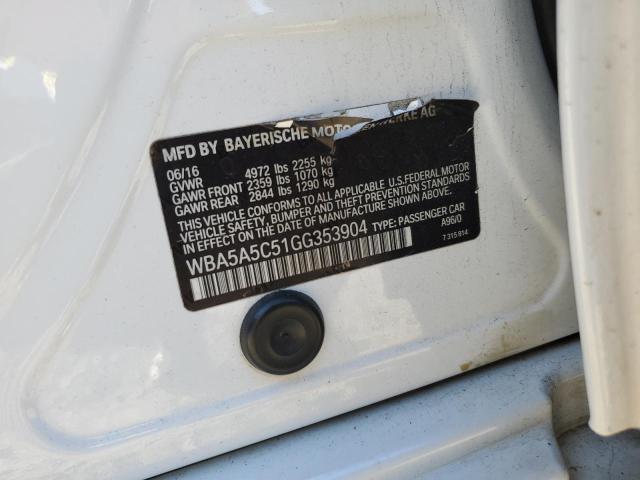 MFD BY BAYERISCHE MOTORENWERKE AG
06/16
GVWR 4972 lbs 2255 kg
GAWR FRONT 2359 lbs 1070 kg
GAWR REAR 2844 lbs 1290 kg
THIS VEHICLE CONFORMS TO ALL APPLICABLE U.S. FEDERAL MOTOR
VEHICLE SAFETY, BUMPER AND THEFT PREVENTION STANDARDS
IN EFFECT ON THE DATE OF MANUFACTURE SHOWN ABOVE.
WBA5A5C51GG353904 TYPE: PASSENGER CAR
A96/0
7 315 914